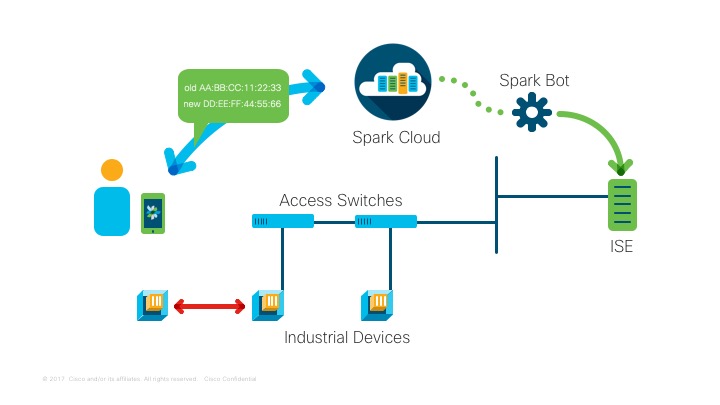 old AA:BB:CC:11:22:33
new DD:EE:FF:44:55:66
Spark Bot
Spark Cloud
Access Switches
ISE
Industrial Devices
© 2017 Cisco and/or its affiliates. All rights reserved. Cisco Confidential